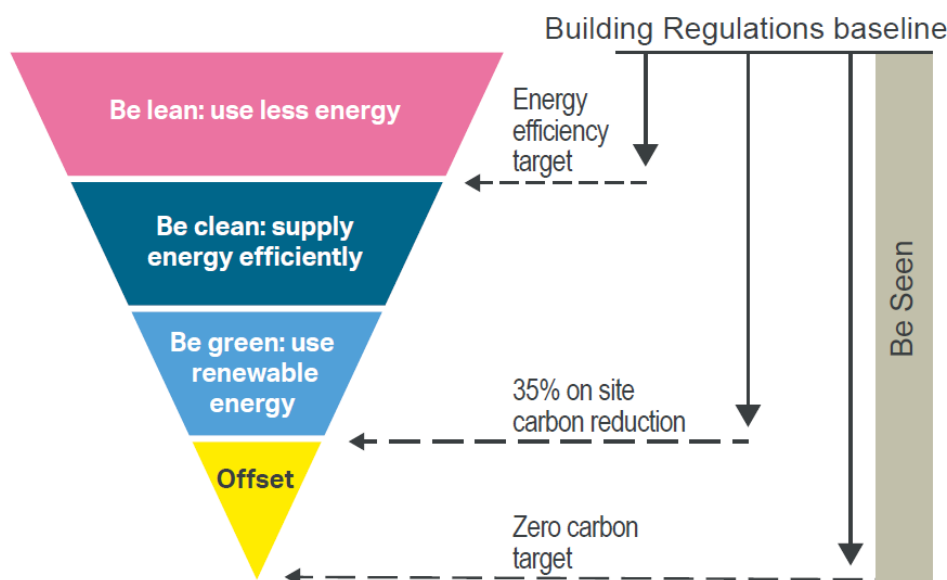 Building Regulations baseline
Be lean: use less energy
Energy
efficiency
target
Be clean: supply
energy efficiently
Be green: use
renewable
energy
35% on site
carbon reduction
Offset
Zero carbon
target
Be Seen